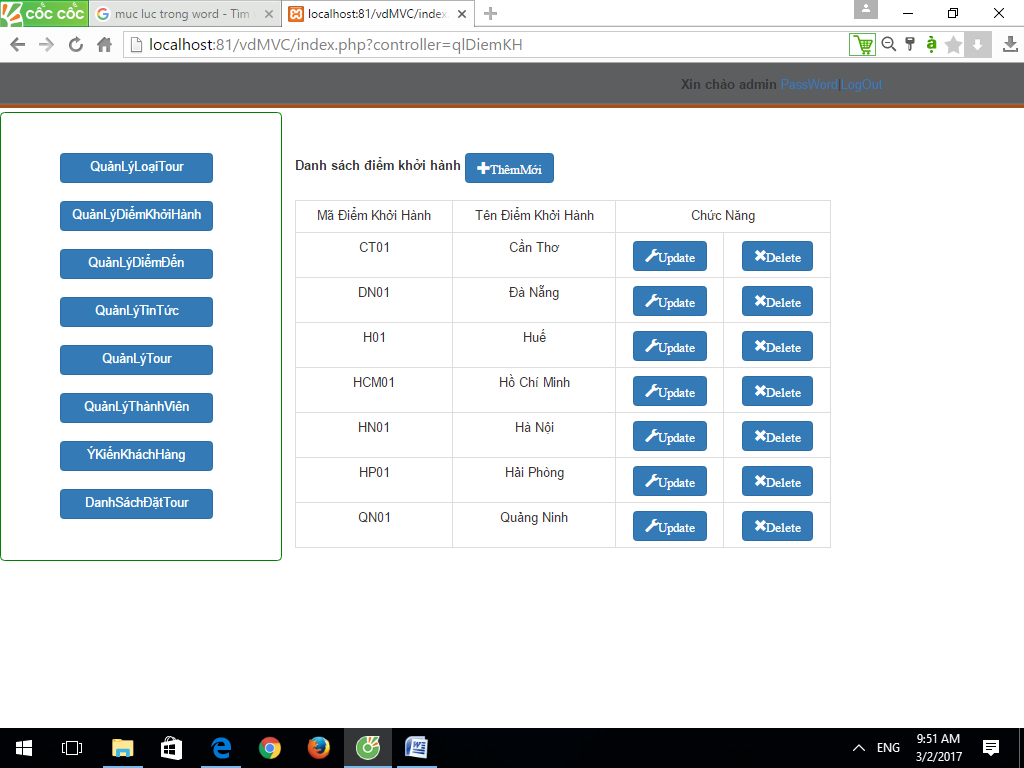 cốc cốc
muc luc trong word - Tìm
localhost:81/vdMVC/index.
localhost:81/vdMVC/index.php?controller=qlDiemKH
Xin chào admin PassWord|LogOut
QuảnLýLoạiTour
QuảnLýĐiểmKhởiHành
QuảnLýĐiểmĐến
QuảnLýTinTức
QuảnLýTour
QuảnLýThànhViên
ÝKiếnKháchHàng
DanhSáchĐặtTour
Danh sách điểm khởi hành ThêmMới
Mã Điểm Khởi Hành Tên Điểm Khởi Hành Chức Năng
CT01 Cần Thơ Update Delete
DN01 Đà Nẵng Update Delete
H01 Huế Update Delete
HCM01 Hồ Chí Minh Update Delete
HN01 Hà Nội Update Delete
HP01 Hải Phòng Update Delete
QN01 Quảng Ninh Update Delete
ENG
9:51 AM
3/2/2017